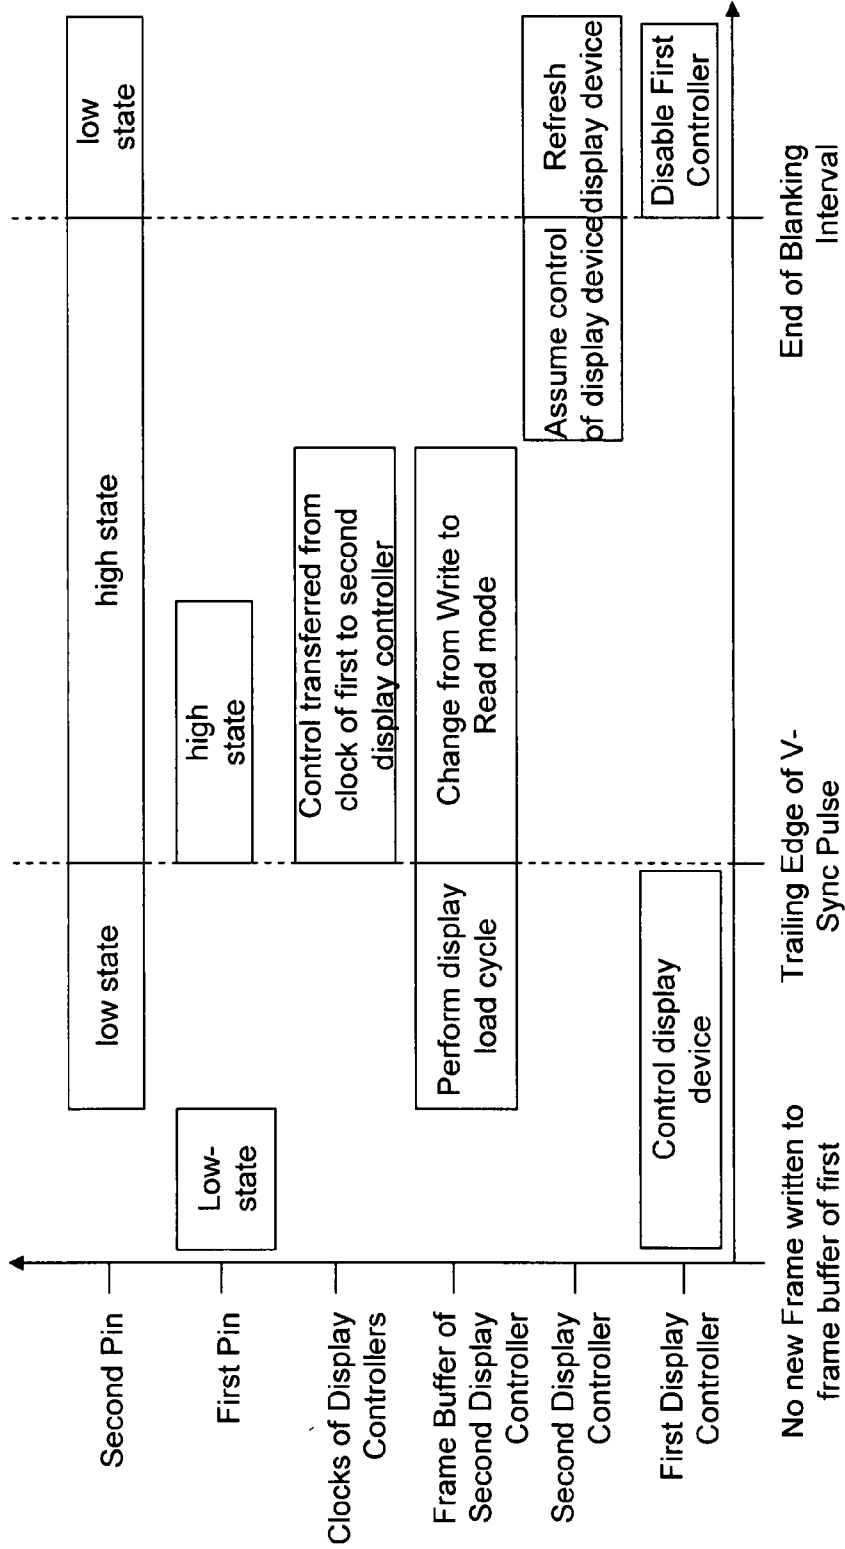 Second Pin
low state
high state
low
state
First Pin
Low-
state
high
state
Clocks of Display
Controllers
Control transferred from
clock of first to second
display controller
Frame Buffer of
Second Display
Controller
Perform display
load cycle
Change from Write to
Read mode
Second Display
Controller
Assume control
of display device
Refresh
display device
First Display
Controller
Control display
device
Disable First
Controller
No new Frame written to
frame buffer of first
Trailing Edge of V-
Sync Pulse
End of Blanking
Interval